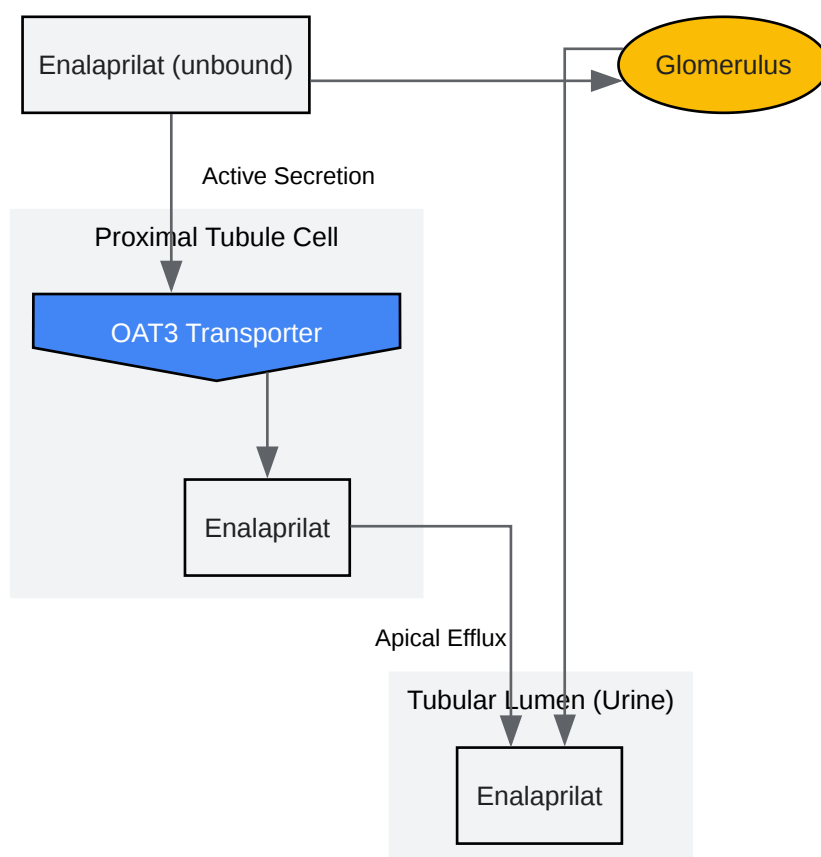 Enalaprilat (unbound)
Glomerulus
Active Secretion
Proximal Tubule Cell
OAT3 Transporter
Enalaprilat
Apical Efflux
Tubular Lumen (Urine)
Enalaprilat